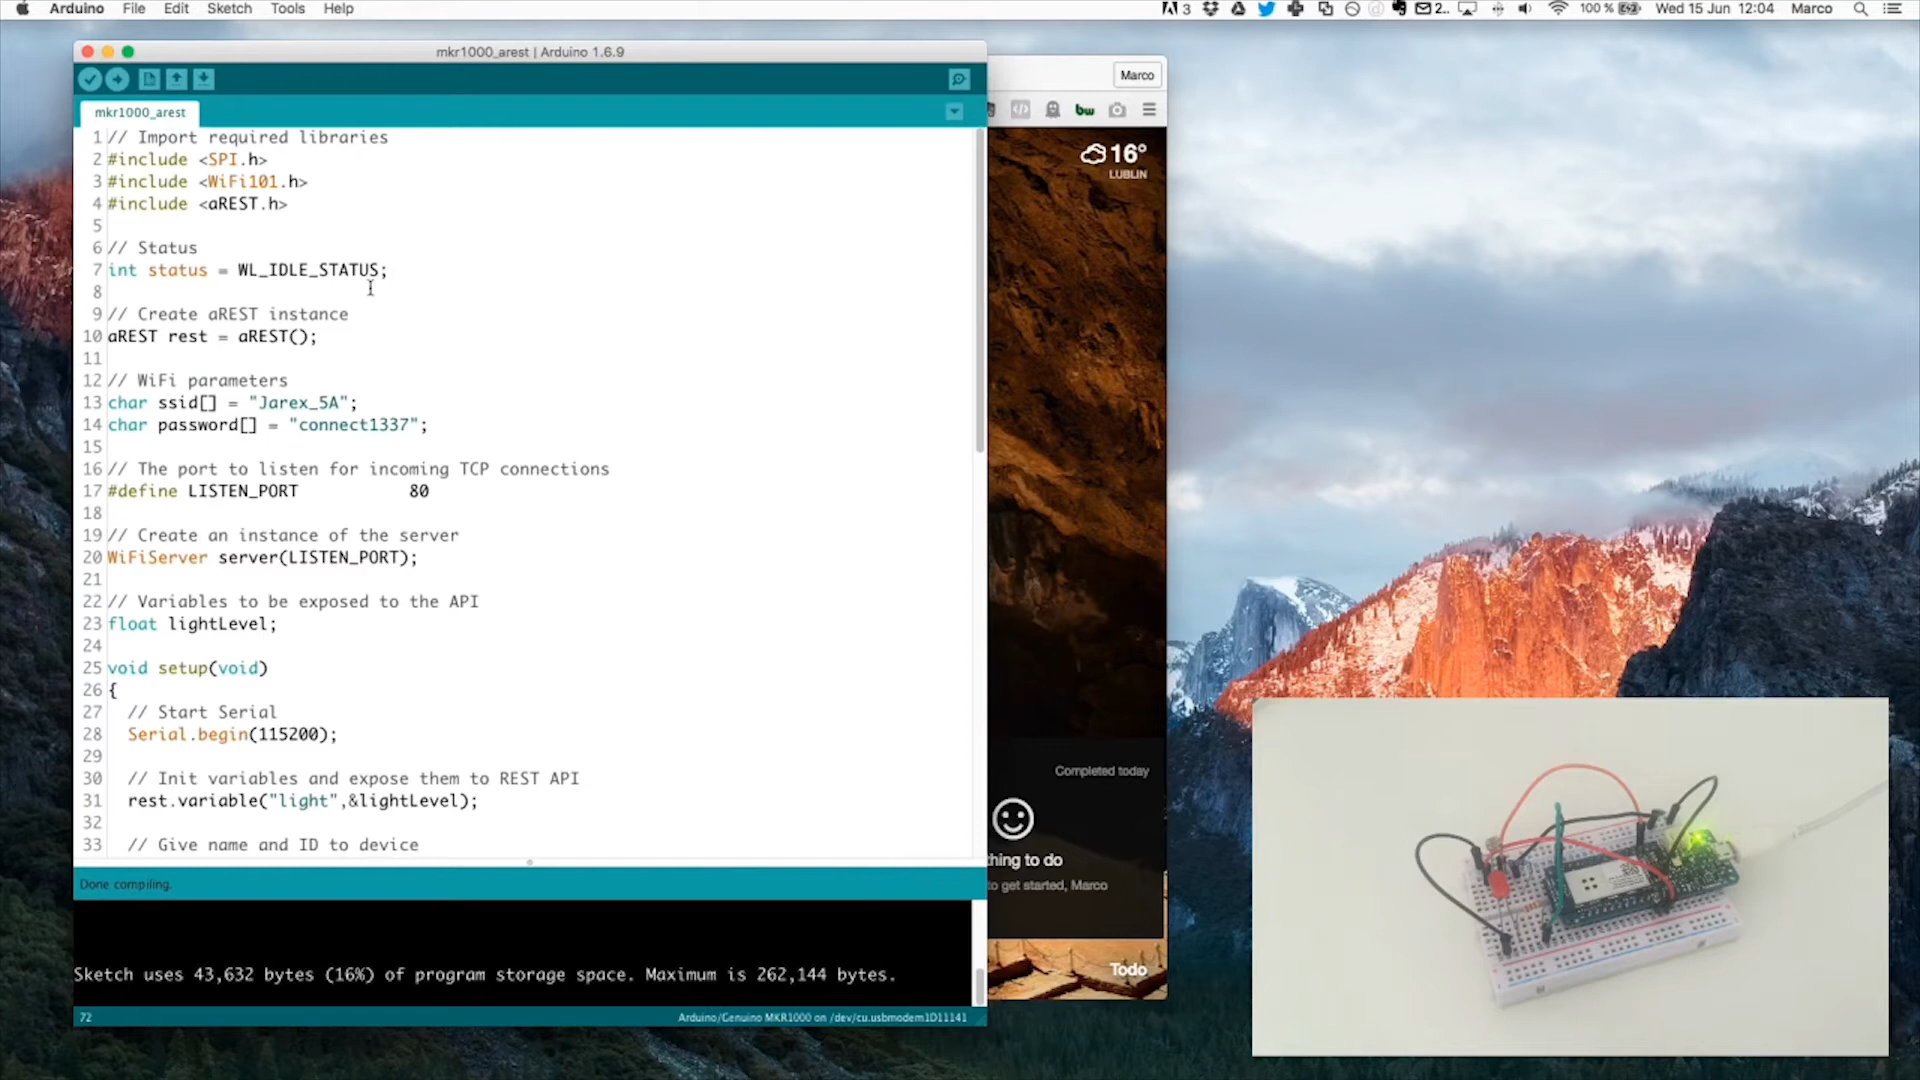 Arduino File Edit Sketch Tools Help
3 2.. 100 % Wed 15 Jun 12:04 Marco
mkr1000_arest | Arduino 1.6.9
Marco
mkr1000_arest
bw
1 // Import required libraries
2 #include <SPI.h>
3 #include <WiFi101.h>
4 #include <aREST.h>
5
6 // Status
7 int status = WL_IDLE_STATUS;
8
9 // Create aREST instance
10 aREST rest = aREST();
11
12 // WiFi parameters
13 char ssid[] = "Jarex_5A";
14 char password[] = "connect1337";
15
16 // The port to listen for incoming TCP connections
17 #define LISTEN_PORT 80
18
19 // Create an instance of the server
20 WiFiServer server(LISTEN_PORT);
21
22 // Variables to be exposed to the API
23 float lightLevel;
24
25 void setup(void)
26 {
27 // Start Serial
28 Serial.begin(115200);
29
30 // Init variables and expose them to REST API
31 rest.variable("light",&lightLevel);
32
33 // Give name and ID to device
16°
LUBLIN
Completed today
thing to do
to get started, Marco
Todo
Done compiling.
Sketch uses 43,632 bytes (16%) of program storage space. Maximum is 262,144 bytes.
72 Arduino/Genuino MKR1000 on /dev/cu.usbmodem1D11141